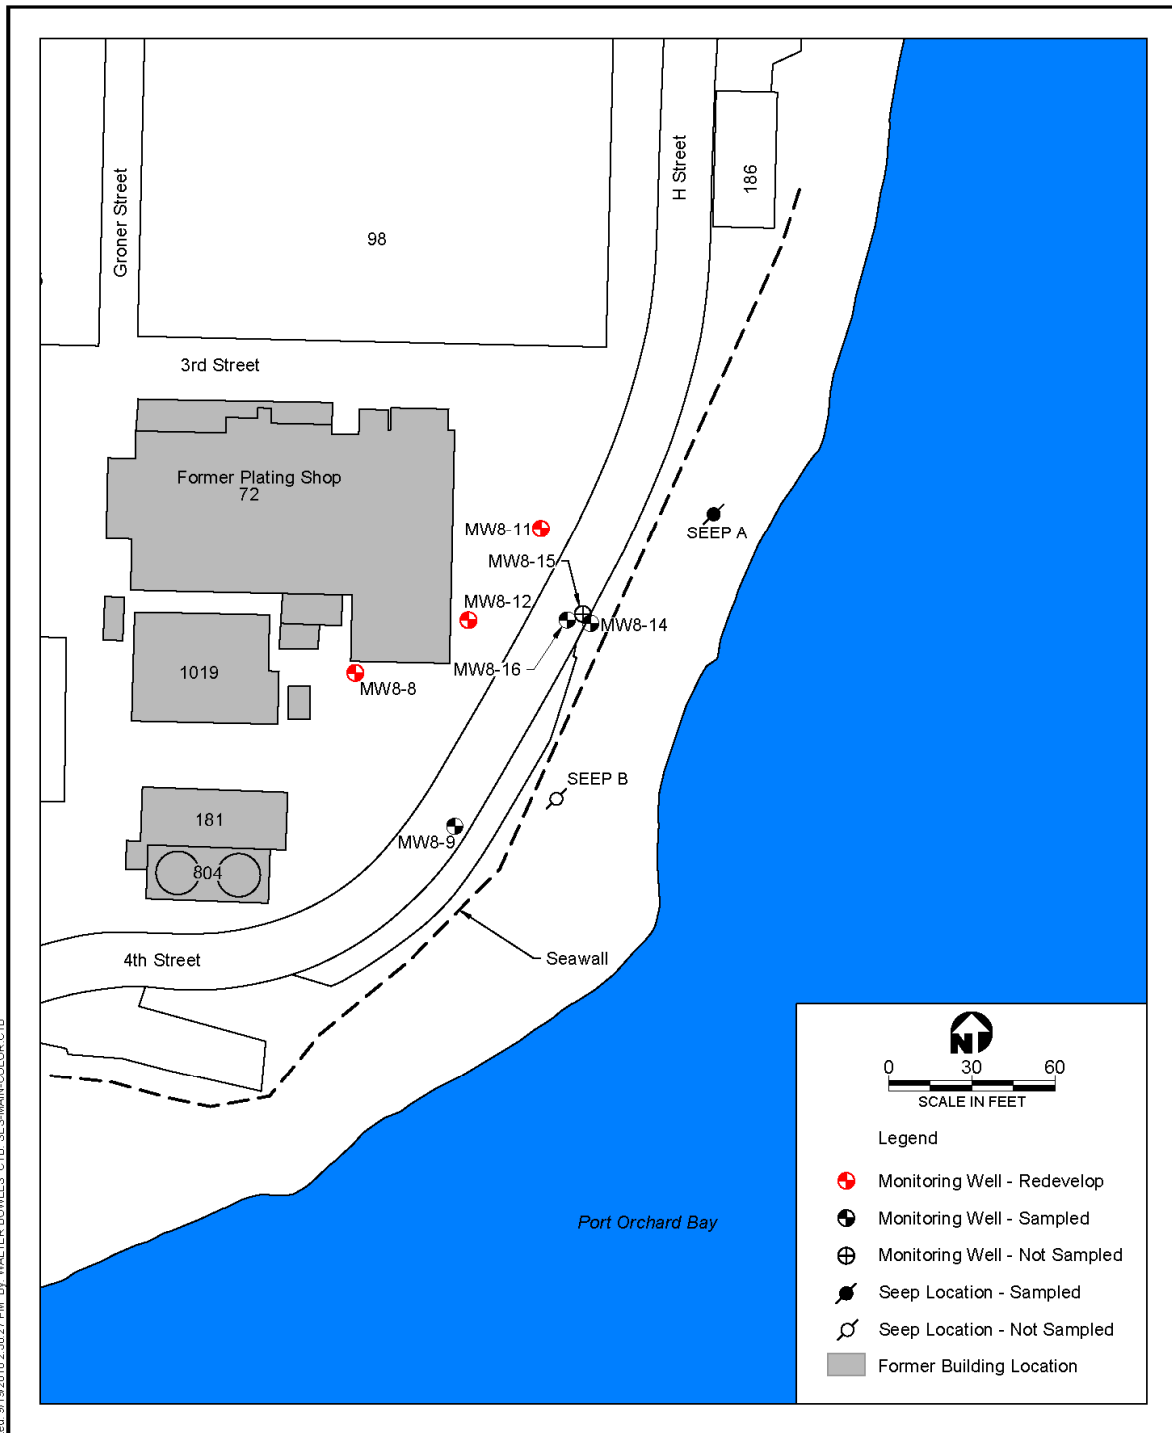 Groner Street
98
H Street
186
3rd Street
Former Plating Shop
72
MW8-11
SEEP A
MW8-15
MW8-12
MW8-14
MW8-16
1019
MW8-8
SEEP B
181
MW8-9
804
4th Street
Seawall
Port Orchard Bay
N
0 30 60
SCALE IN FEET
Legend
Monitoring Well - Redevelop
Monitoring Well - Sampled
Monitoring Well - Not Sampled
Seep Location - Sampled
Seep Location - Not Sampled
Former Building Location